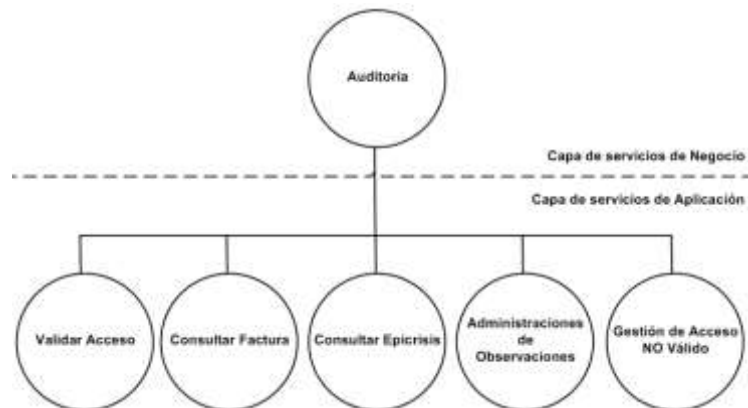 Auditoria
Capa de servicios de Negocio
Capa de servicios de Aplicación
Validar Acceso
Consultar Factura
Consultar Epicrisis
Administraciones
de
Observaciones
Gestión de Acceso
NO Válido